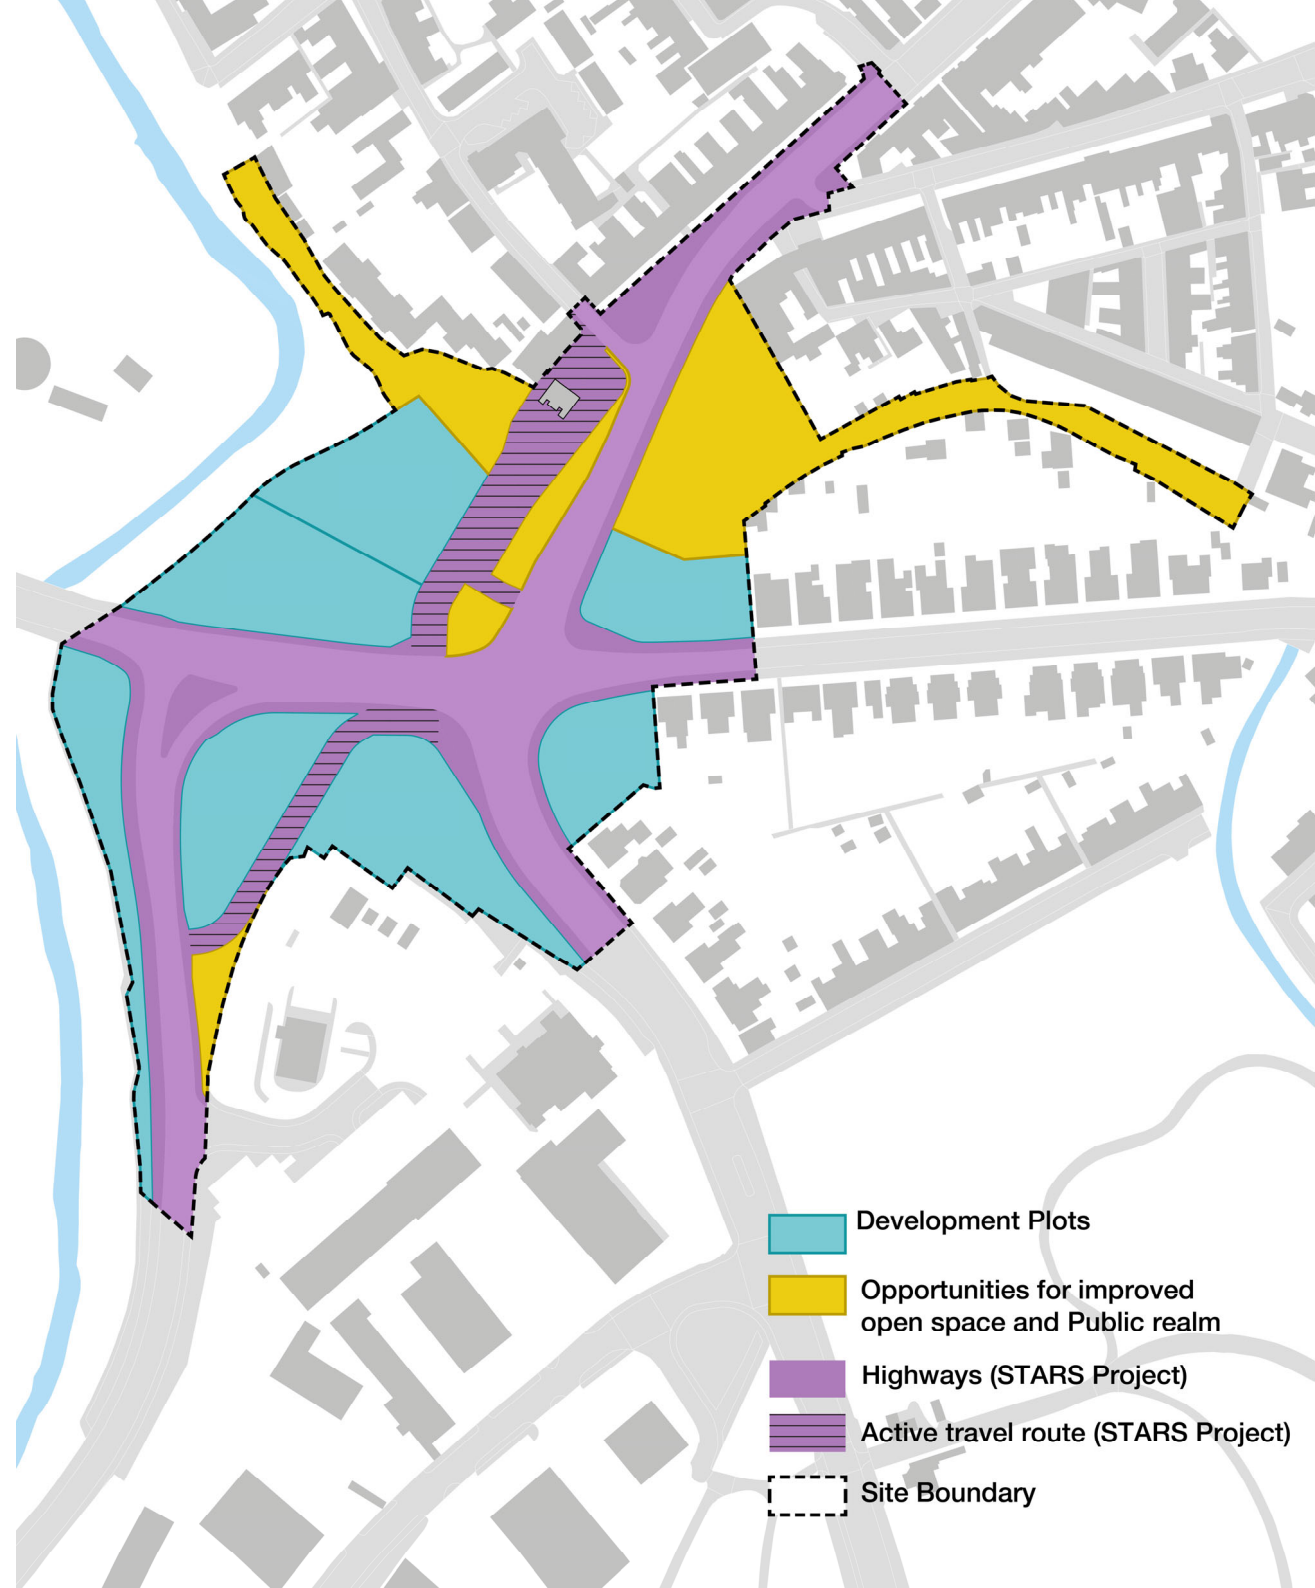 Development Plots
Opportunities for improved
open space and Public realm
Highways (STARS Project)
Active travel route (STARS Project)
Site Boundary